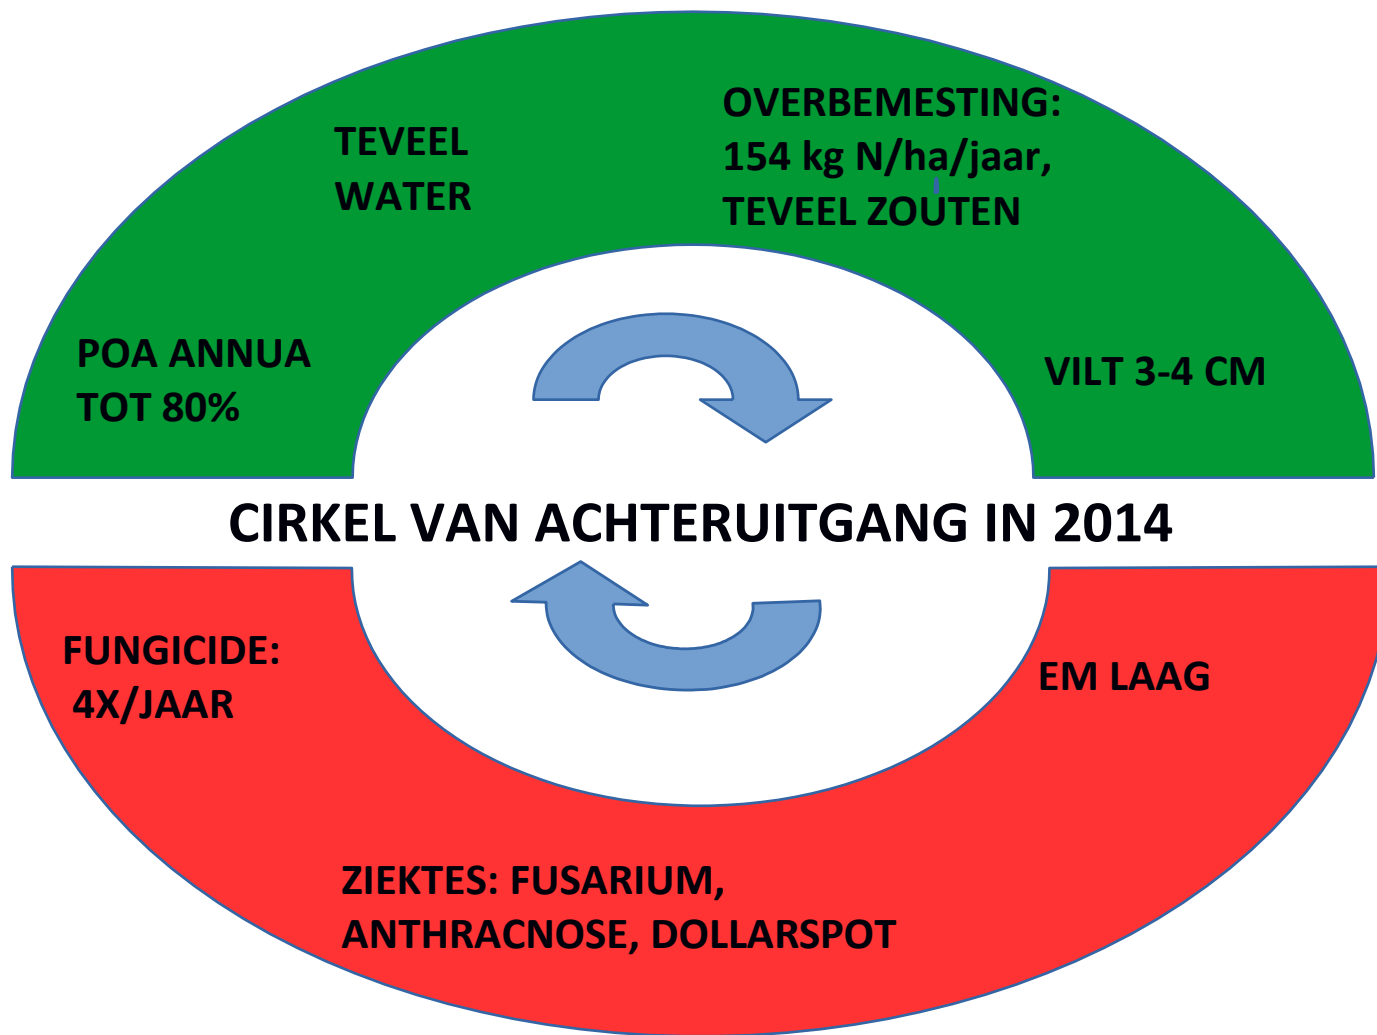 TEVEEL
WATER
OVERBEMESTING:
154 kg N/ha/jaar,
TEVEEL ZOUTEN
POA ANNUA
TOT 80%
VILT 3-4 CM
CIRKEL VAN ACHTERUITGANG IN 2014
FUNGICIDE:
4X/JAAR
EM LAAG
ZIEKTES: FUSARIUM,
ANTHRACNOSE, DOLLARSPOT